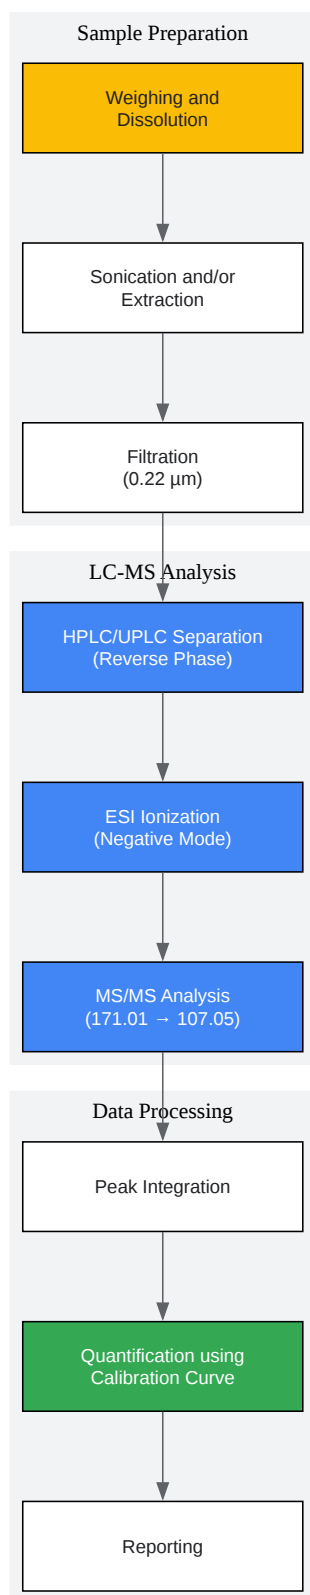 Sample Preparation
Weighing and
Dissolution
Sonication and/or
Extraction
Filtration
(0.22 µm)
LC-MS Analysis
HPLC/UPLC Separation
(Reverse Phase)
ESI Ionization
(Negative Mode)
MS/MS Analysis
(171.01 → 107.05)
Data Processing
Peak Integration
Quantification using
Calibration Curve
Reporting